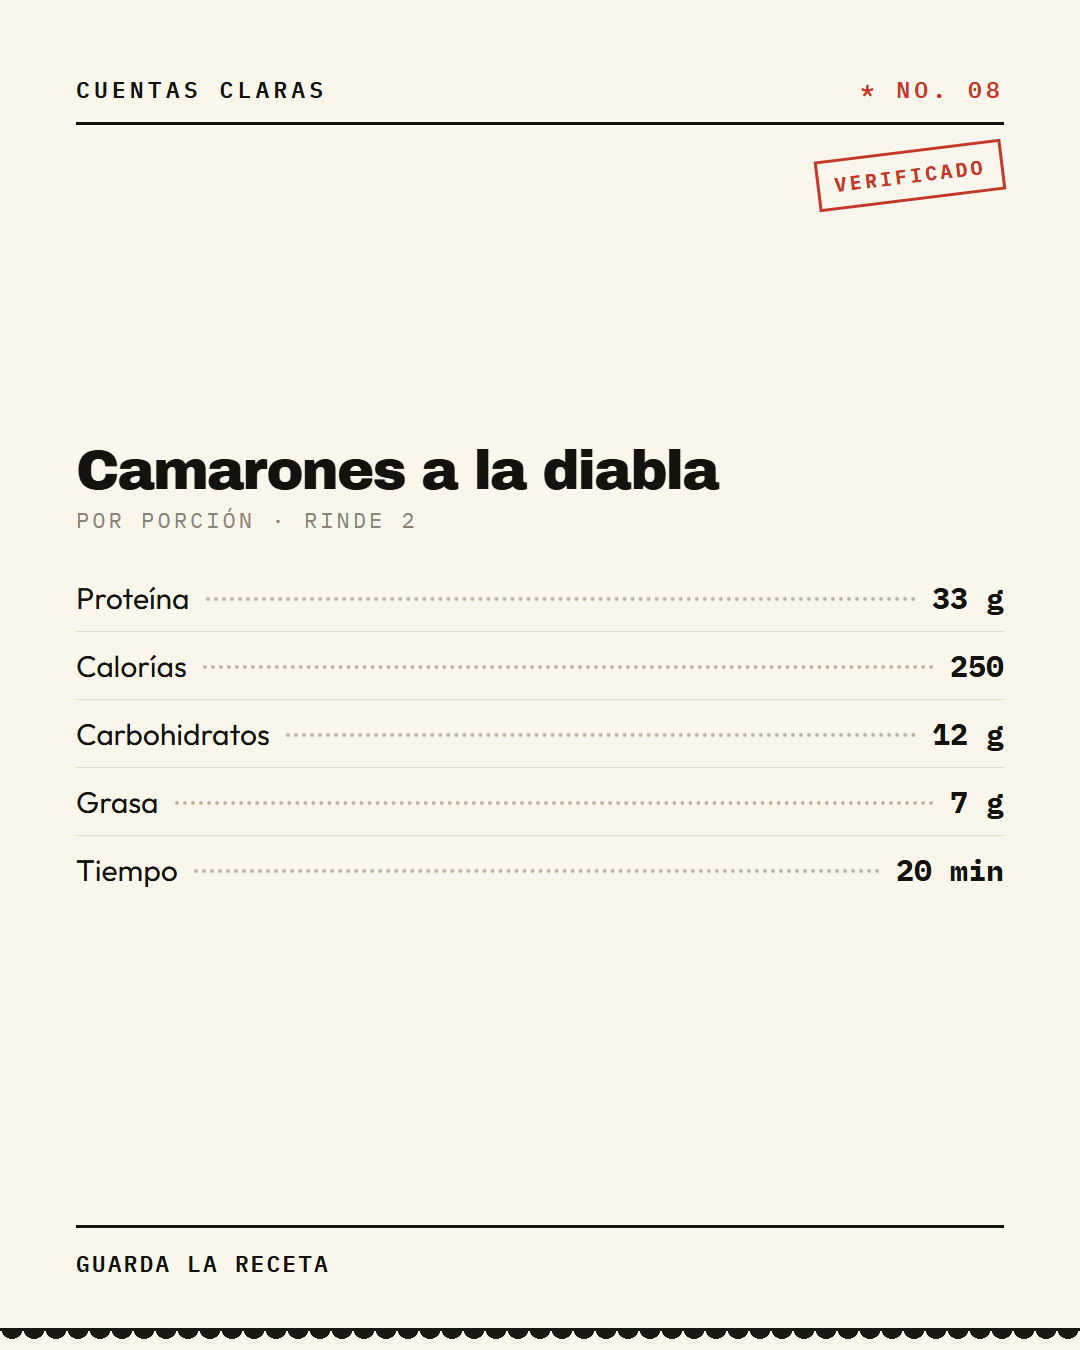 CUENTAS CLARAS
* NO. 08
VERIFICADO
Camarones a la diabla
POR PORCIÓN · RINDE 2
Proteína 33 g
Calorías 250
Carbohidratos 12 g
Grasa 7 g
Tiempo 20 min
GUARDA LA RECETA